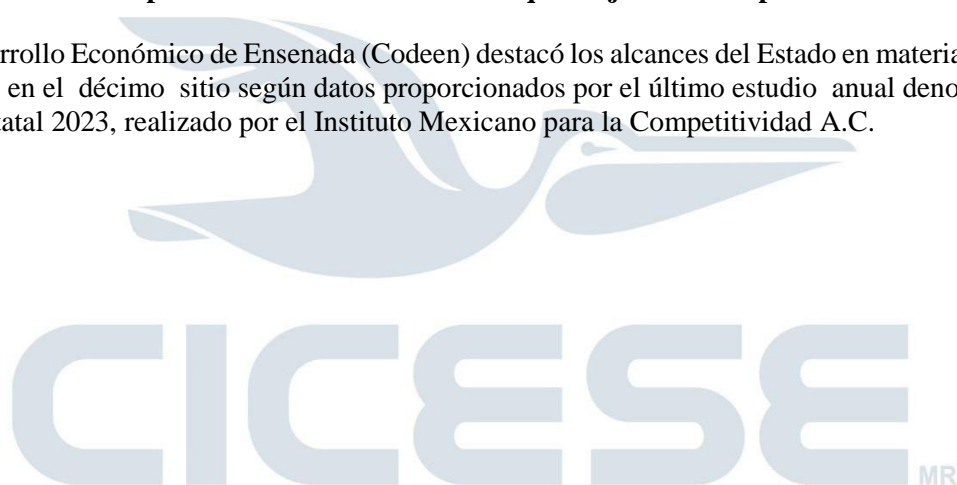 rrollo Económico de Ensenada (Codeen) destacó los alcances del Estado en materia
en el décimo sitio según datos proporcionados por el último estudio anual deno
tatal 2023, realizado por el Instituto Mexicano para la Competitividad A.C.
CICESE
MR